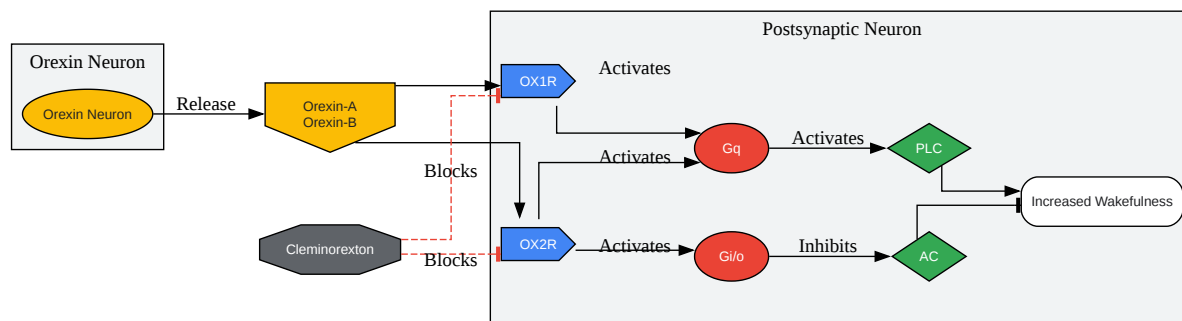 Postsynaptic Neuron
Orexin Neuron
Orexin Neuron
Release
Orexin-A
Orexin-B
OX1R
Activates
Blocks
Activates
Gq
Activates
PLC
Increased Wakefulness
Cleminorexton
Blocks
OX2R
Activates
Gi/o
Inhibits
AC